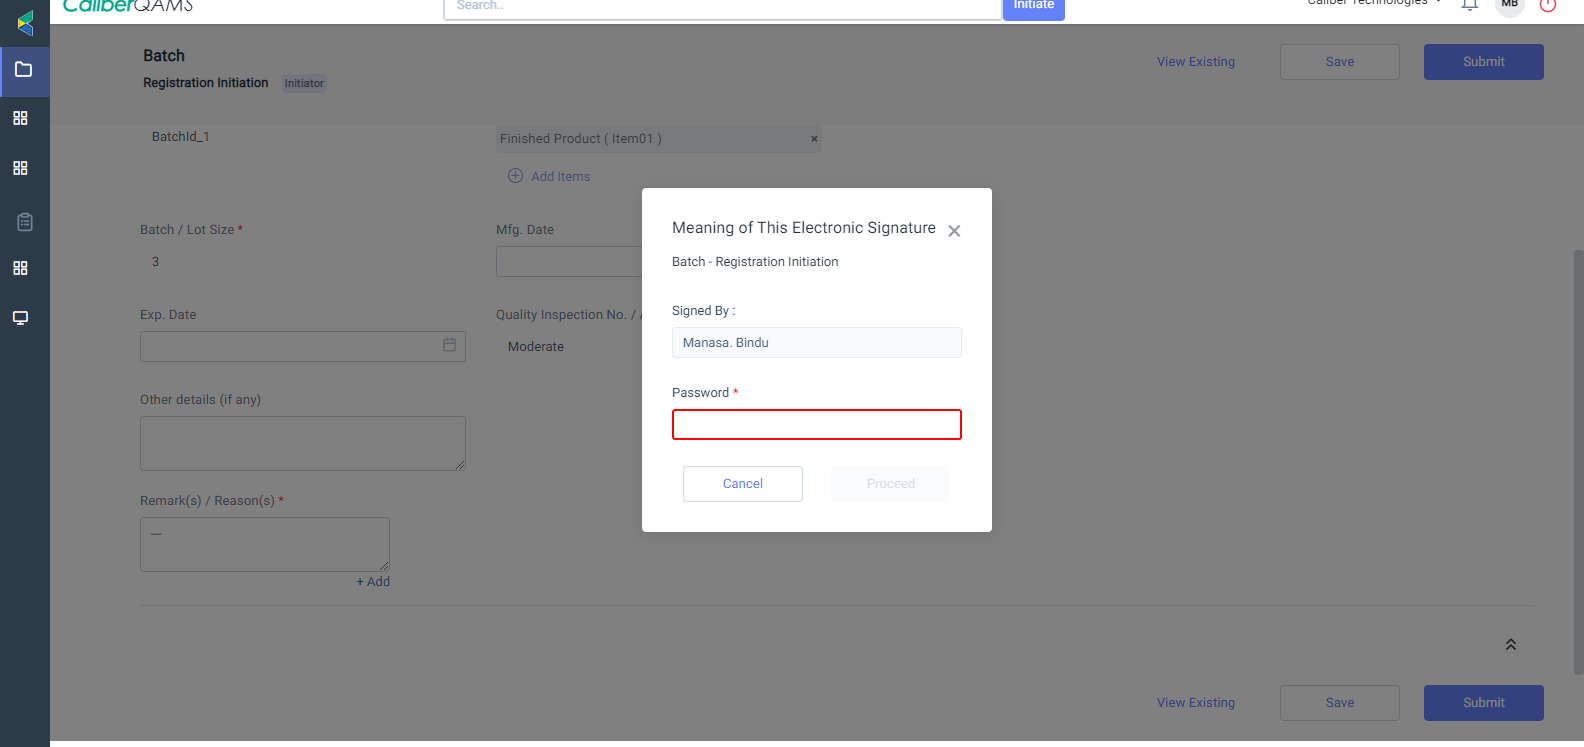 CaliberQAMS
Search..
Initiate
Caliber Technologies
MB
Batch
Registration Initiation Initiator
View Existing
Save
Submit
BatchId_1
Finished Product ( Item01 ) ×
Add Items
Batch / Lot Size *
3
Mfg. Date
Exp. Date
Quality Inspection No. /
Moderate
Other details (if any)
Remark(s) / Reason(s) *
---
+ Add
Meaning of This Electronic Signature
Batch - Registration Initiation
Signed By :
Manasa. Bindu
Password *
Cancel
Proceed
View Existing
Save
Submit